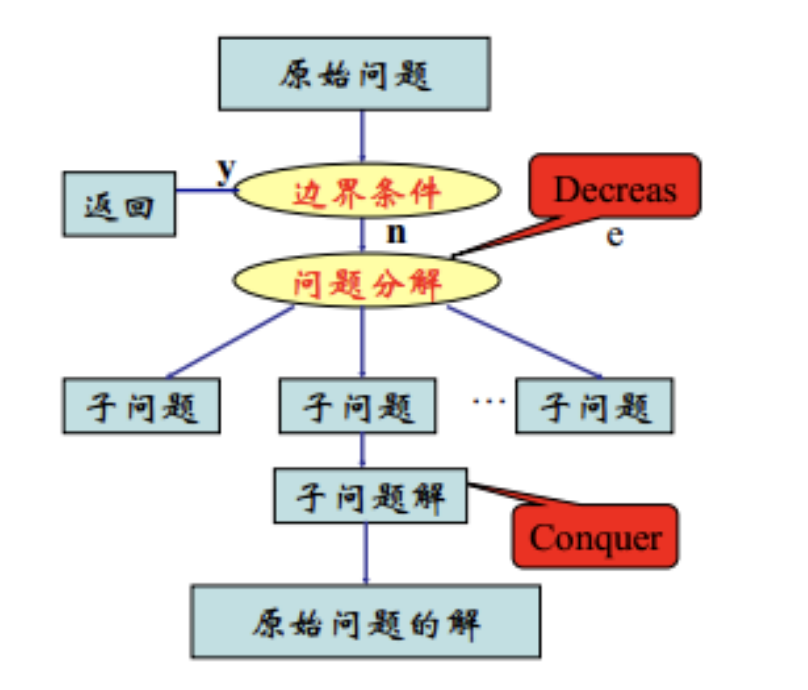 原始问题
y
边界条件
Decreas
e
返回
n
问题分解
子问题
子问题
…
子问题
子问题解
Conquer
原始问题的解